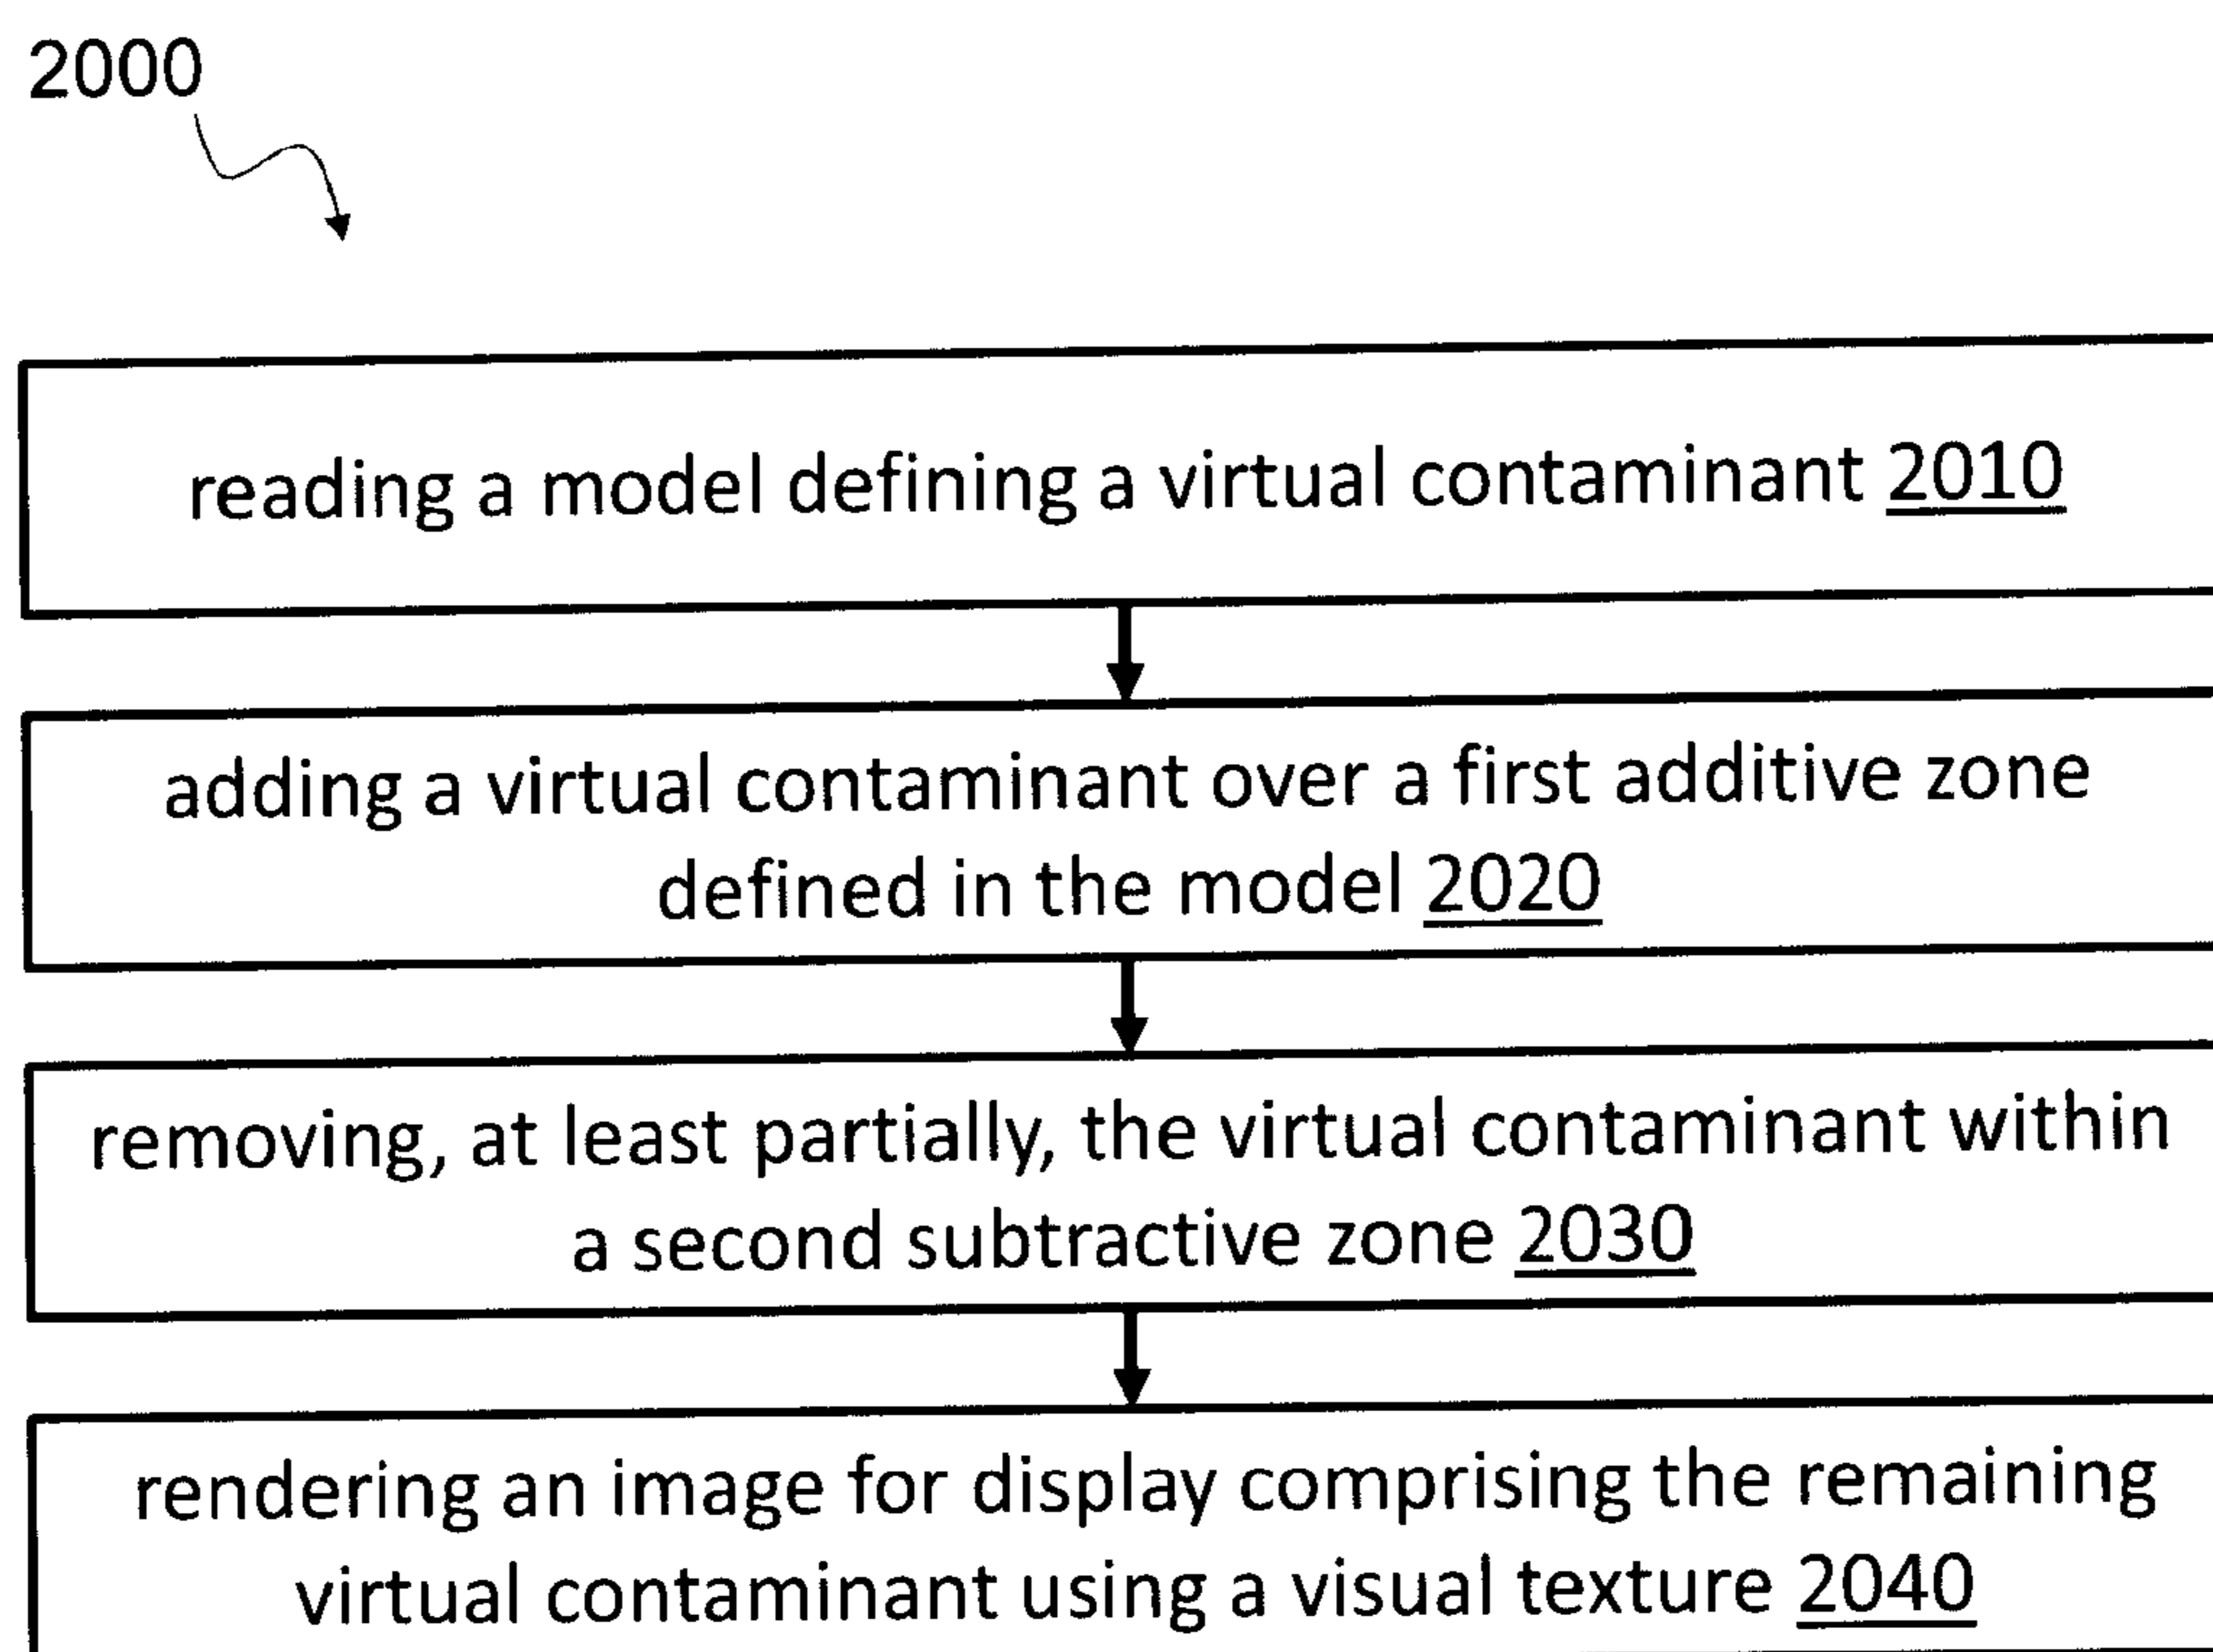 2000
reading a model defining a virtual contaminant 2010
adding a virtual contaminant over a first additive zone
defined in the model 2020
removing, at least partially, the virtual contaminant within
a second subtractive zone 2030
rendering an image for display comprising the remaining
virtual contaminant using a visual texture 2040